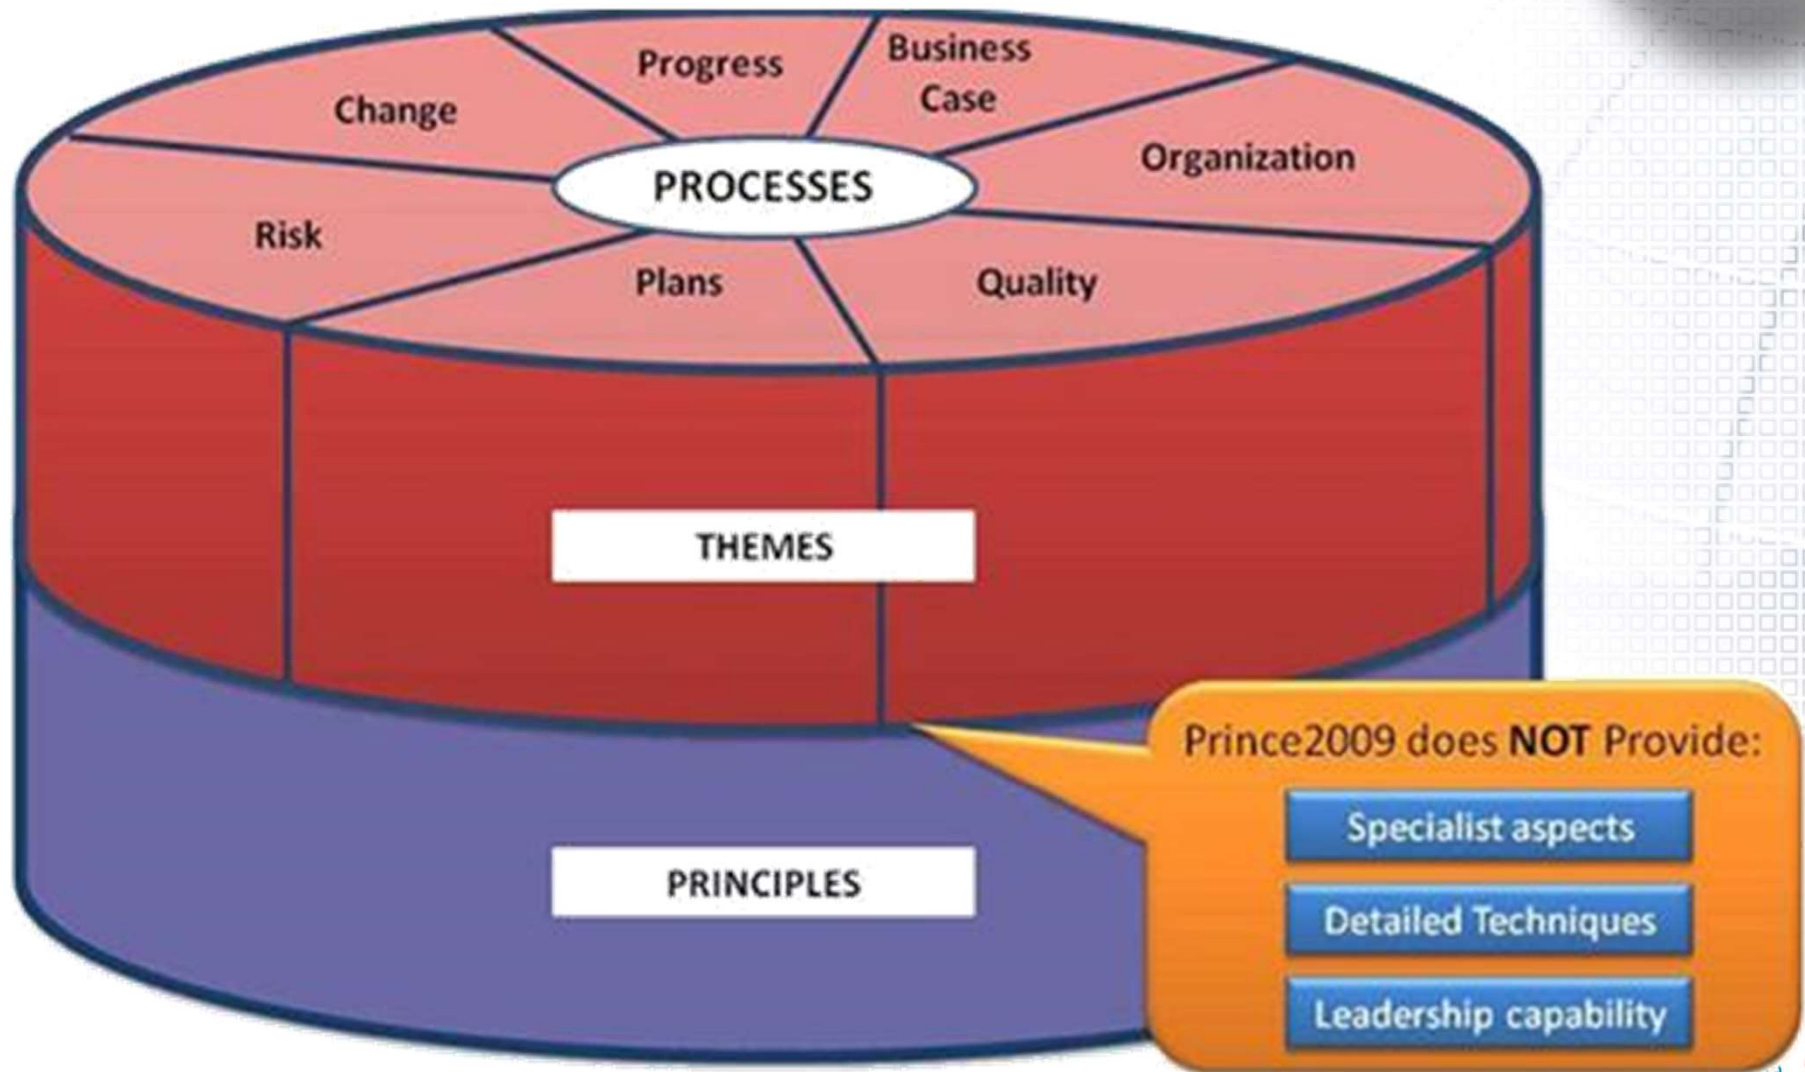 Progress
Business
Case
Change
Organization
PROCESSES
Risk
Plans
Quality
THEMES
PRINCIPLES
Prince2009 does NOT Provide:
Specialist aspects
Detailed Techniques
Leadership capability